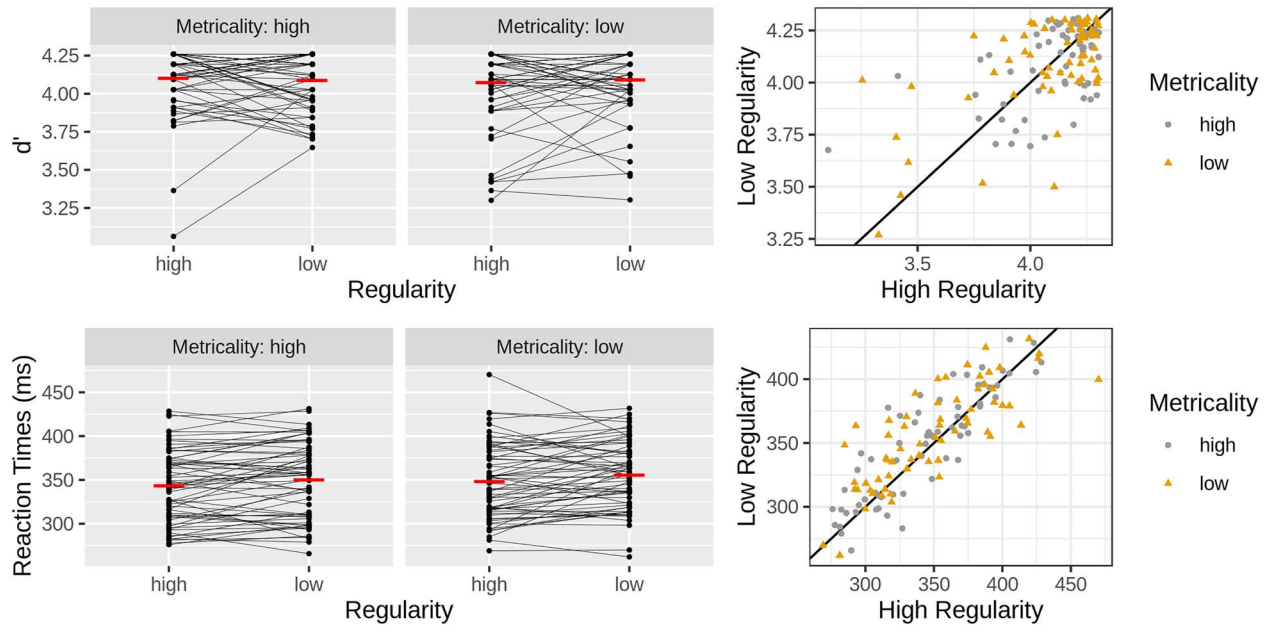 Metricality: high
Metricality: low
d'
4.25
4.00
3.75
3.50
3.25
high
low
high
low
Regularity
Low Regularity
4.25
4.00
3.75
3.50
3.25
3.5
4.0
High Regularity
Metricality
high
low
Metricality: high
Metricality: low
Reaction Times (ms)
450
400
350
300
high
low
high
low
Regularity
Low Regularity
400
350
300
300
350
400
450
High Regularity
Metricality
high
low